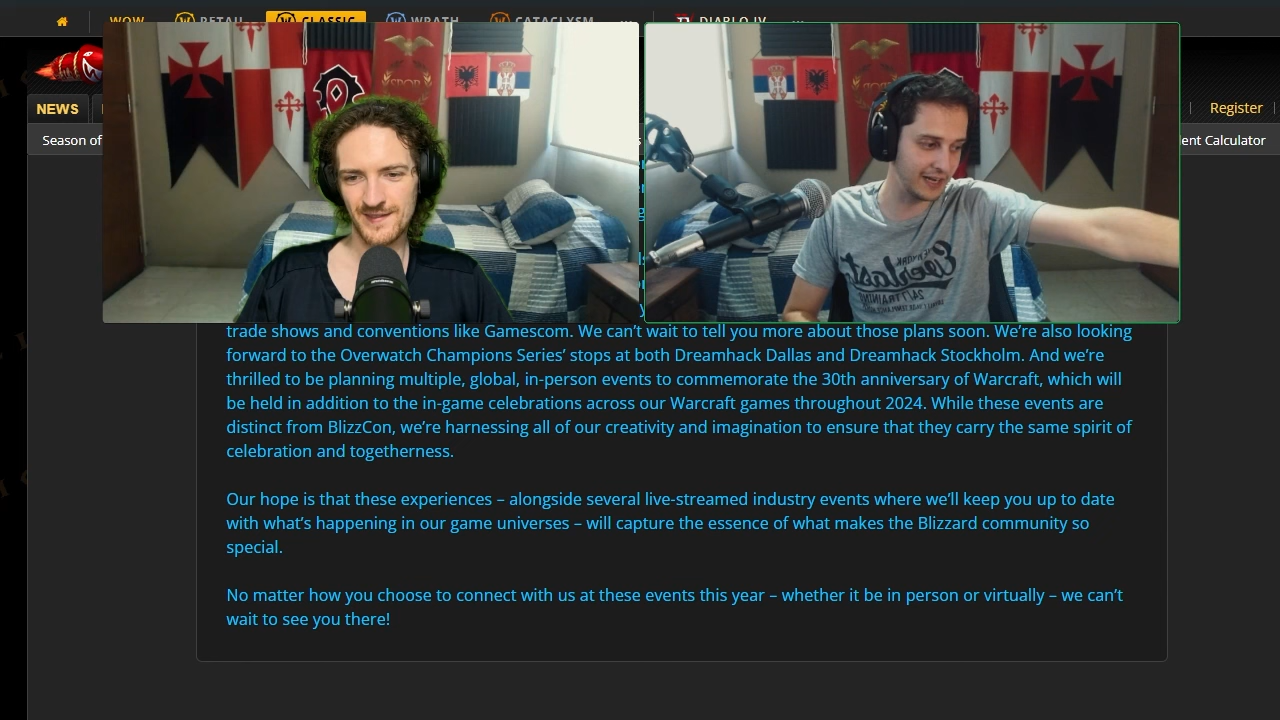 WOW RETAIL CLASSIC WRATH CATACLYSM ... DIABLO IV ...
NEWS
Register
Season of
ent Calculator
SPQR
Everlast
trade shows and conventions like Gamescom. We can’t wait to tell you more about those plans soon. We’re also looking
forward to the Overwatch Champions Series’ stops at both Dreamhack Dallas and Dreamhack Stockholm. And we’re
thrilled to be planning multiple, global, in-person events to commemorate the 30th anniversary of Warcraft, which will
be held in addition to the in-game celebrations across our Warcraft games throughout 2024. While these events are
distinct from BlizzCon, we’re harnessing all of our creativity and imagination to ensure that they carry the same spirit of
celebration and togetherness.
Our hope is that these experiences – alongside several live-streamed industry events where we’ll keep you up to date
with what’s happening in our game universes – will capture the essence of what makes the Blizzard community so
special.
No matter how you choose to connect with us at these events this year – whether it be in person or virtually – we can’t
wait to see you there!